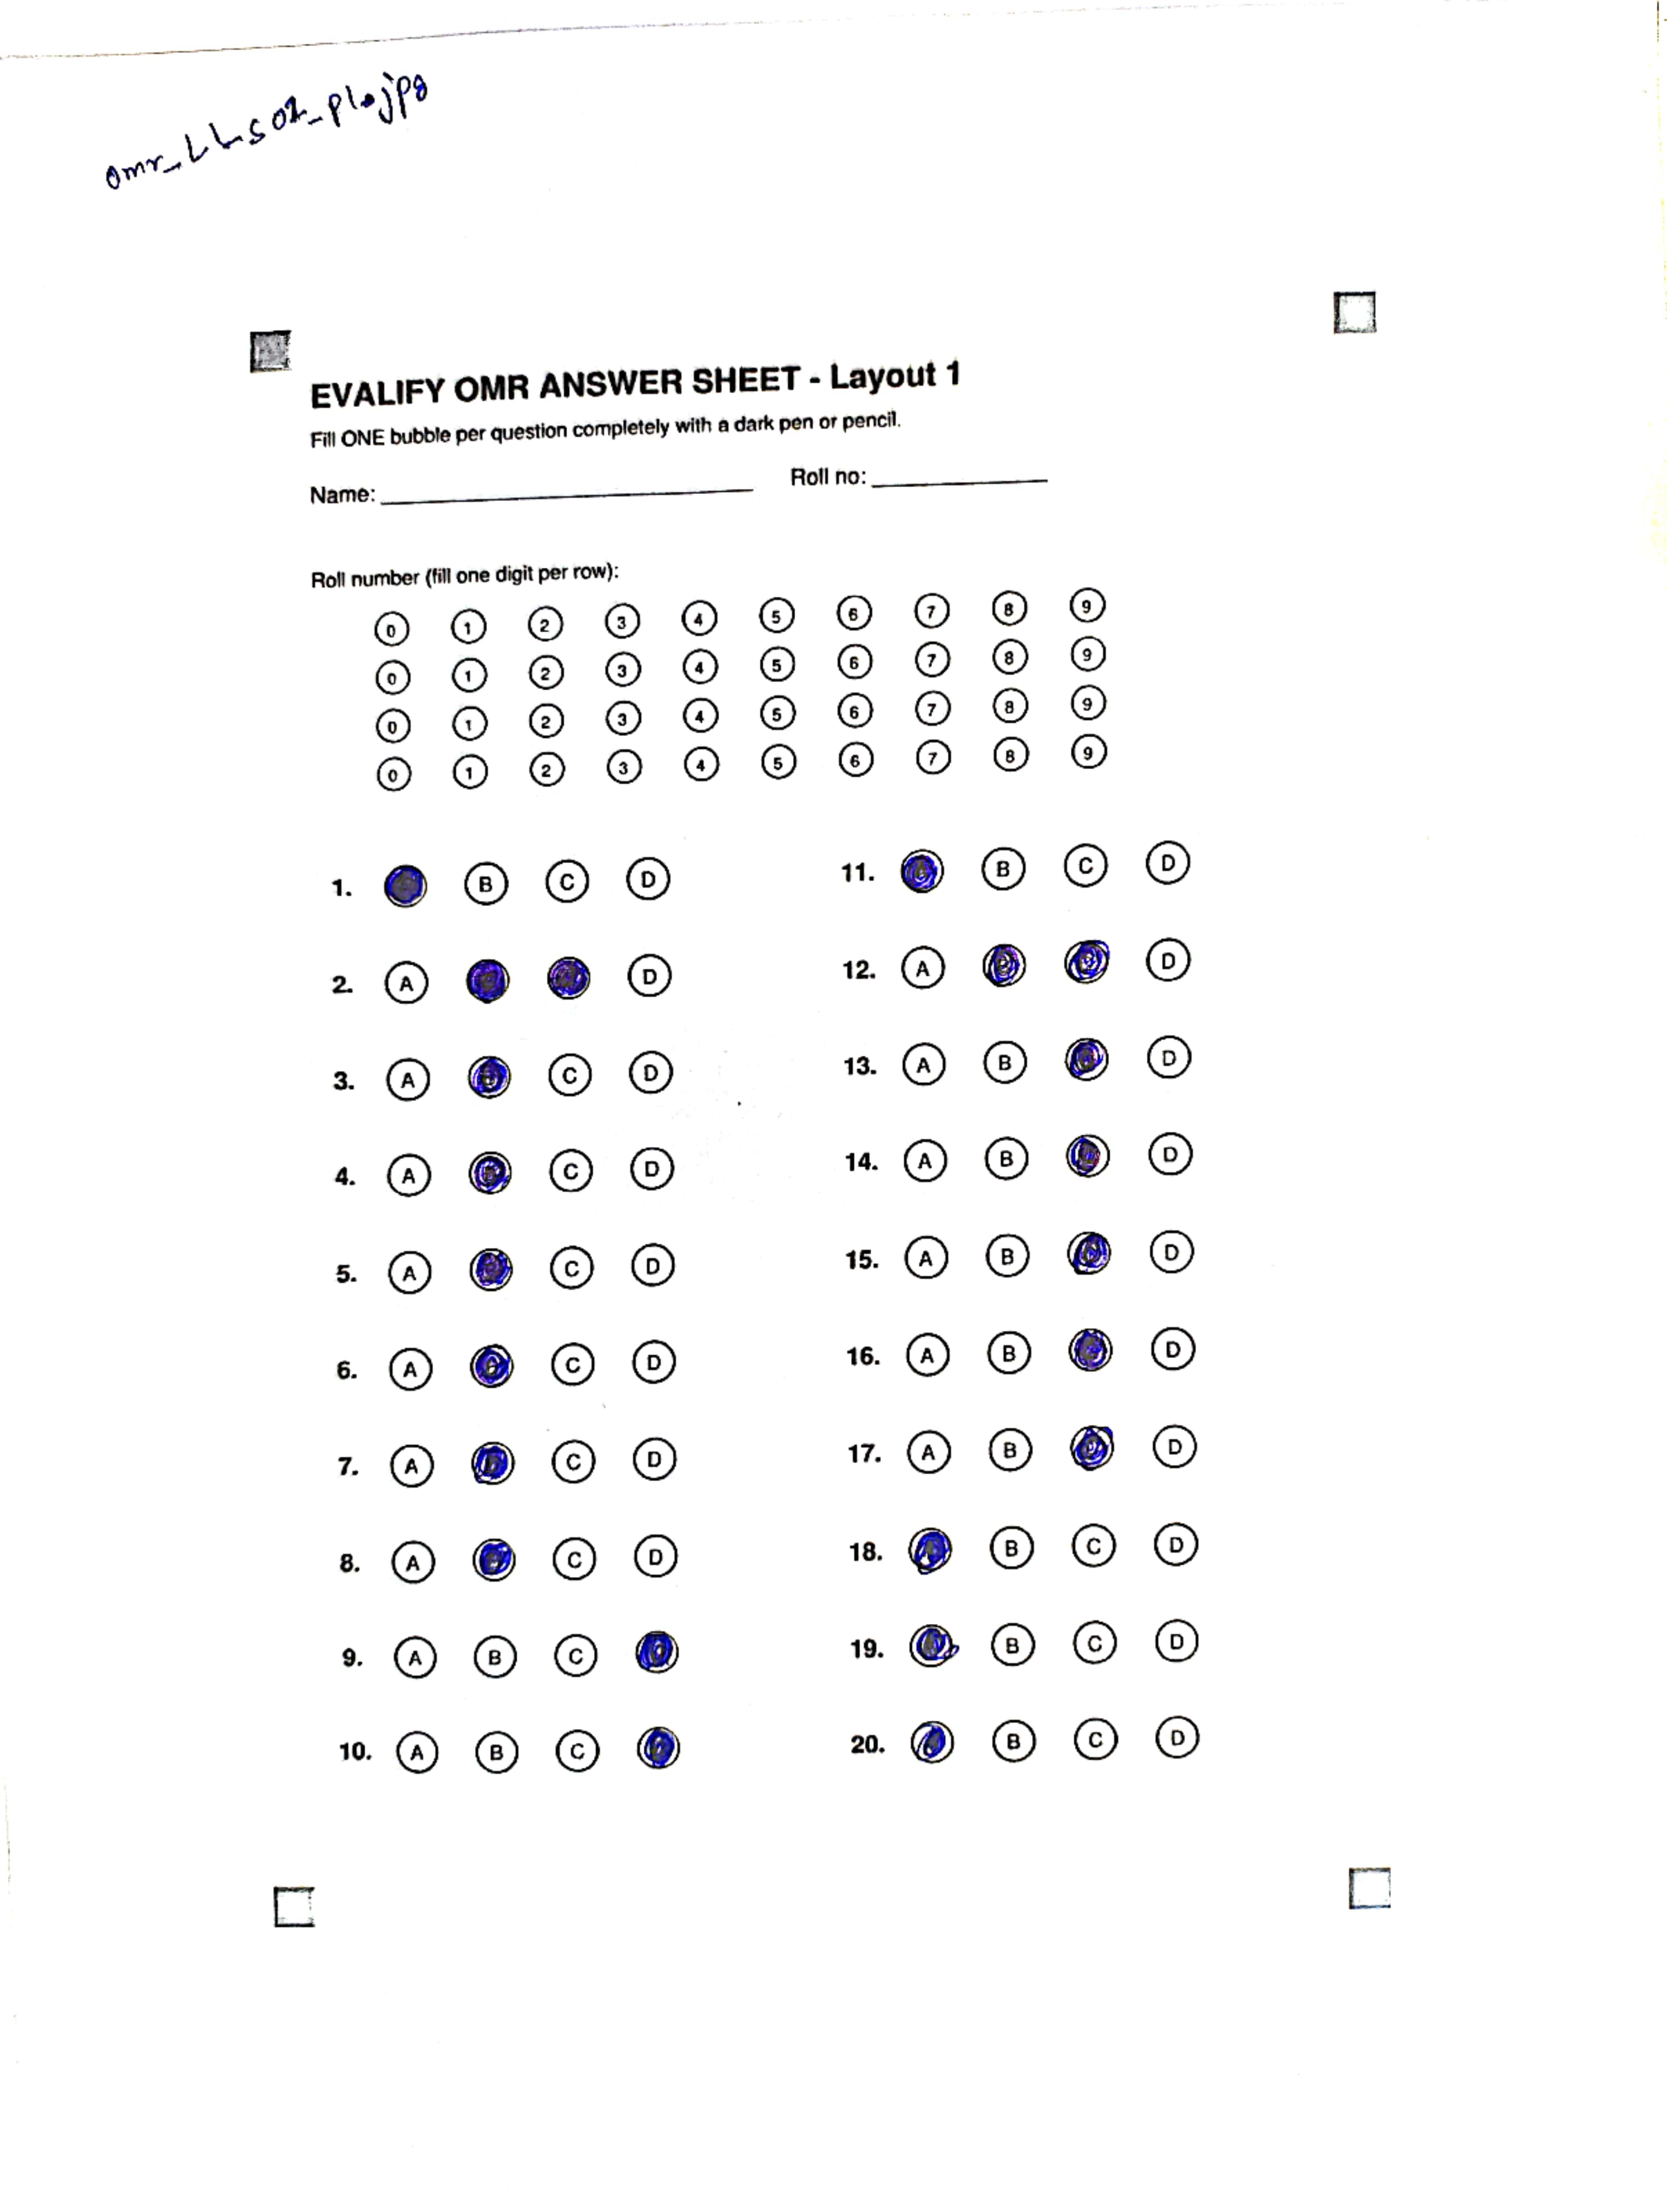 EVALIFY OMR ANSWER SHEET - Layout 1
Fill ONE bubble per question completely with a dark pen or pencil.
Name: Roll no:
Roll number (fill one digit per row):
0 1 2 3 4 5 6 7 8 9
0 1 2 3 4 5 6 7 8 9
0 1 2 3 4 5 6 7 8 9
0 1 2 3 4 5 6 7 8 9
1. B C D
2. A D
3. A C D
4. A C D
5. A C D
6. A C D
7. A C D
8. A C D
9. A B C
10. A B C
11. B C D
12. A D
13. A B D
14. A B D
15. A B D
16. A B D
17. A B D
18. B C D
19. B C D
20. B C D